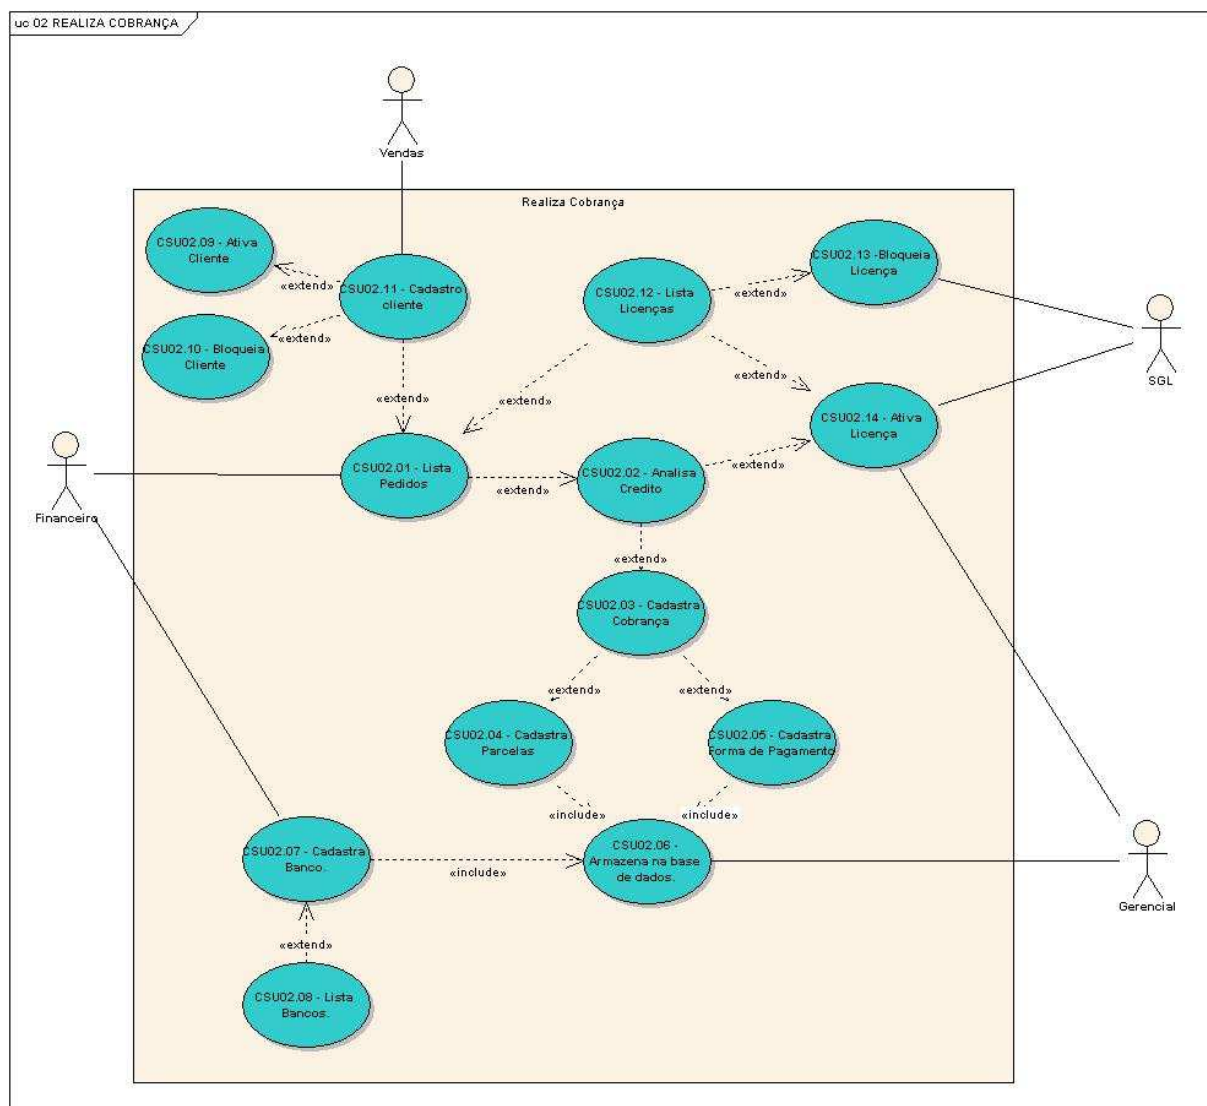 uc 02 REALIZA COBRANÇA
Vendas
Realiza Cobrança
CSU02.09 - Ativa
Cliente
CSU02.13 -Bloqueia
Licença
«extend»
CSU02.11 - Cadastro
cliente
CSU02.12 - Lista
Licenças
«extend»
«extend»
CSU02.10 - Bloqueia
Cliente
«extend»
SGL
«extend»
«extend»
CSU02.14 - Ativa
Licença
CSU02.01 - Lista
Pedidos
«extend»
CSU02.02 - Analisa
Credito
«extend»
Financeiro
«extend»
CSU02.03 - Cadastra
Cobrança
«extend»
«extend»
CSU02.04 - Cadastra
Parcelas
CSU02.05 - Cadastra
Forma de Pagamento
«include»
«include»
CSU02.07 - Cadastra
Banco.
«include»
CSU02.06 -
Armazena na base
de dados.
Gerencial
«extend»
CSU02.08 - Lista
Bancos.